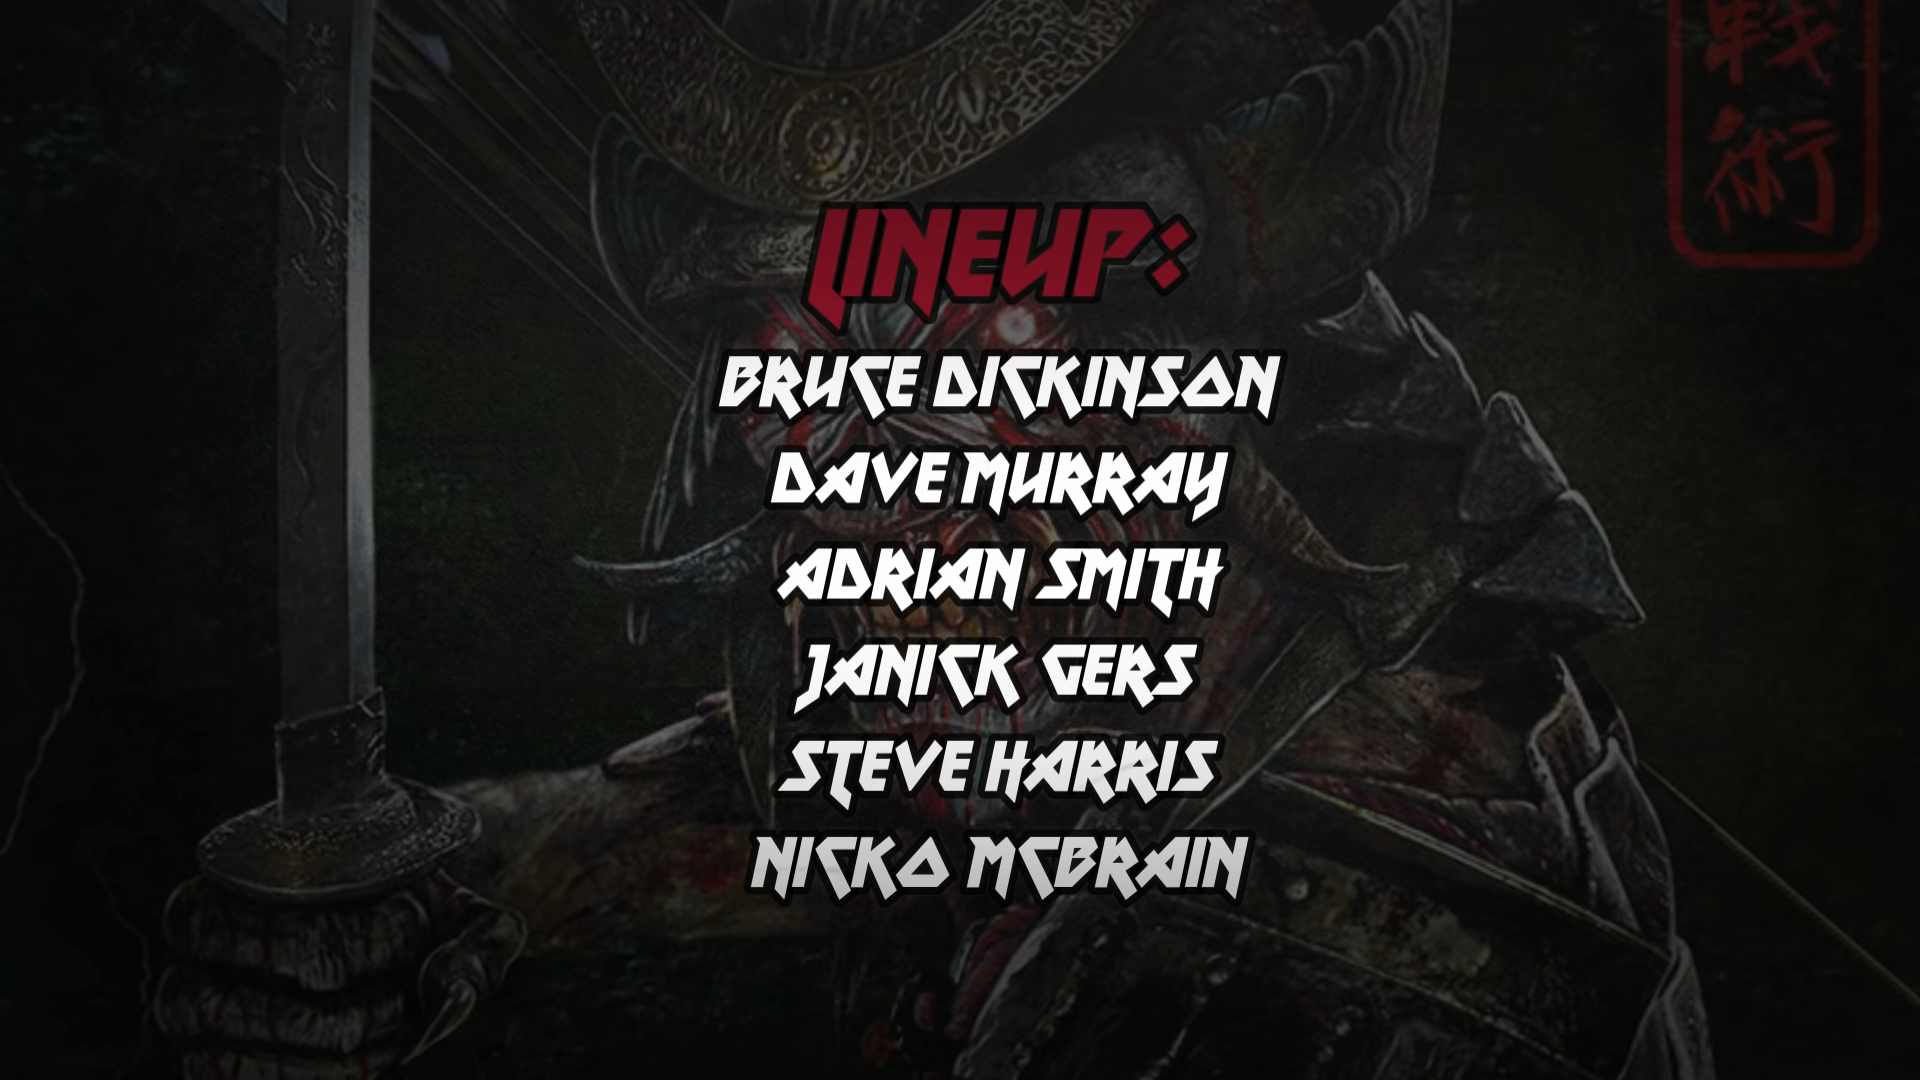 戦
術
LINEUP:
BRUCE DICKINSON
DAVE MURRAY
ADRIAN SMITH
JANICK GERS
STEVE HARRIS
NICKO MCBRAIN